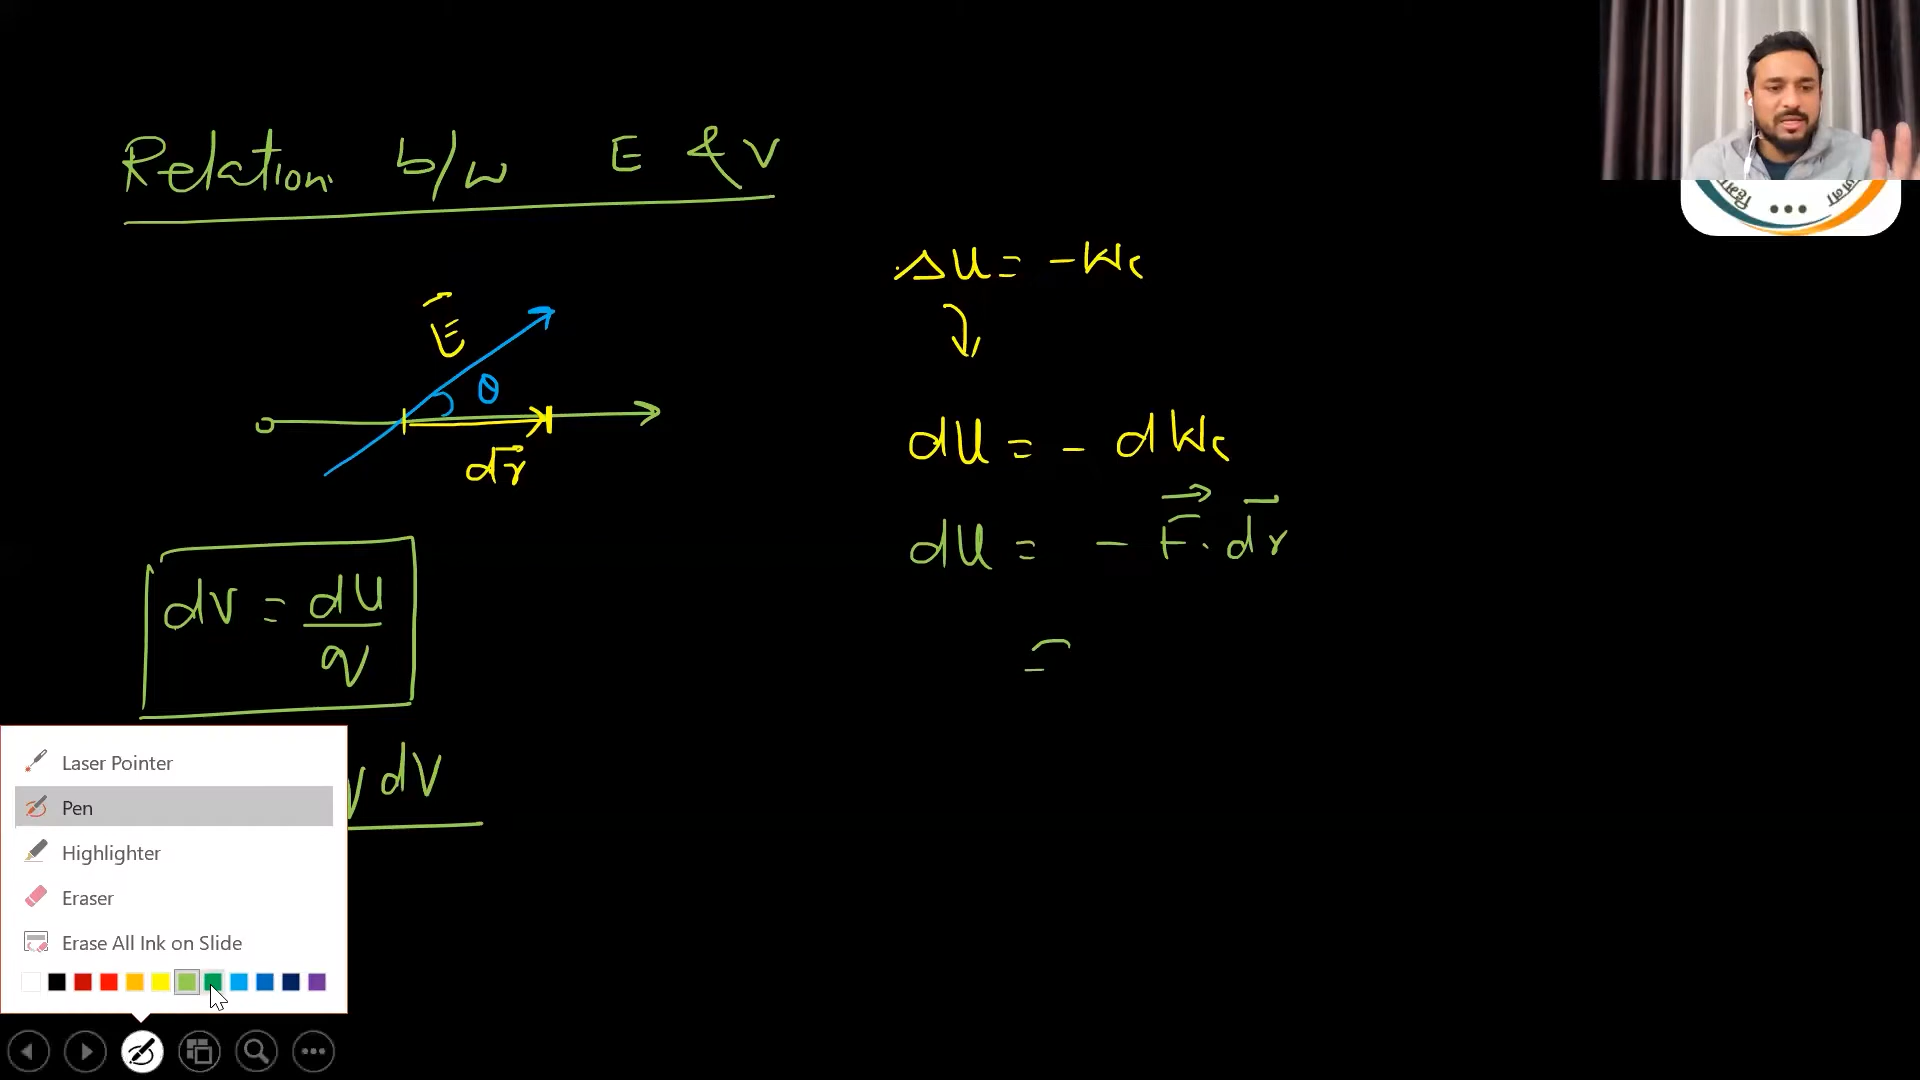 Relation b/w E & V
ΔU = -Wc
E
θ
dr
dU = - dWc
dU = - F⃗. dr⃗
=
dV = dU
q
dV
Laser Pointer
Pen
Highlighter
Eraser
Erase All Ink on Slide